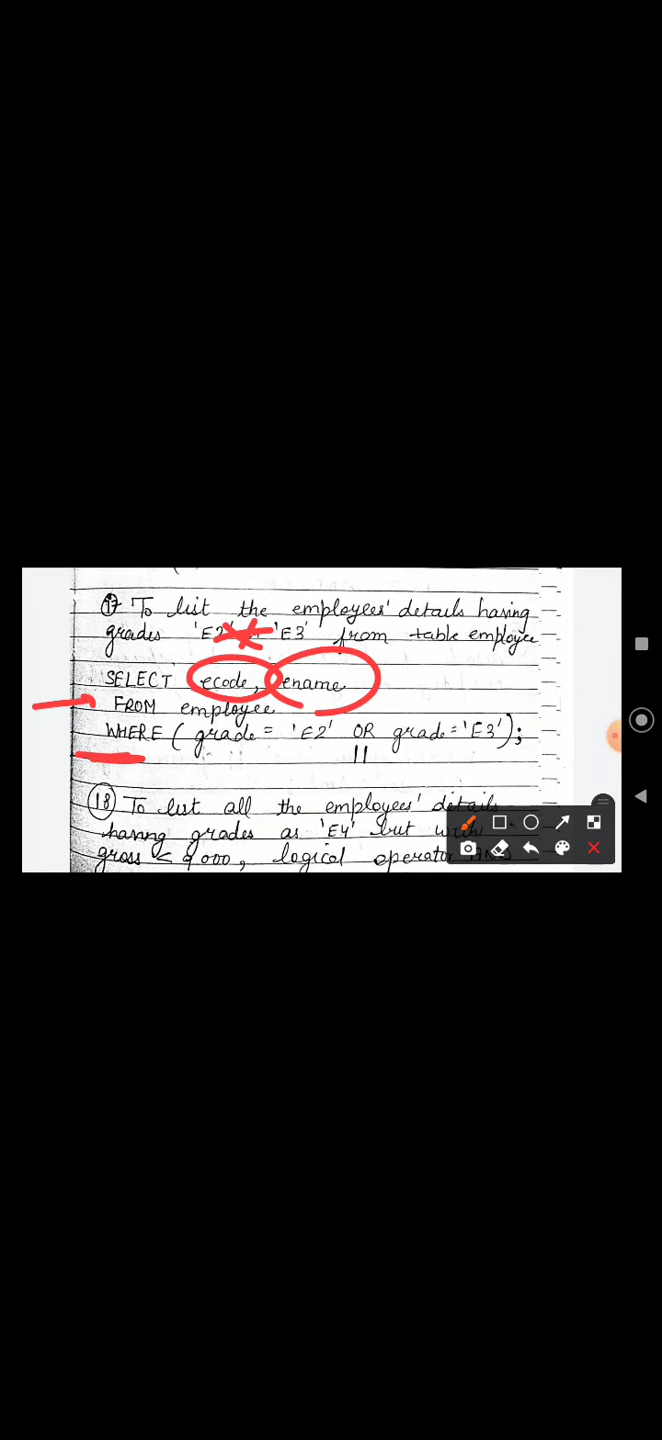 17 To list the employees' details having
grades 'E2' 'E3' from table employee
SELECT ecode, ename
FROM employee
WHERE ( grade = 'E2' OR grade = 'E3');
18 To list all the employees' details
having grades as 'E4' but with
gross < 9000, logical operator